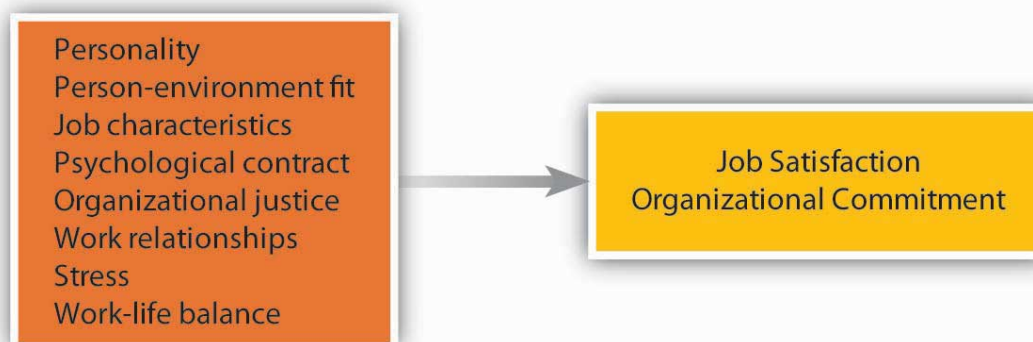 Personality
Person-environment fit
Job characteristics
Psychological contract
Organizational justice
Work relationships
Stress
Work-life balance
Job Satisfaction
Organizational Commitment